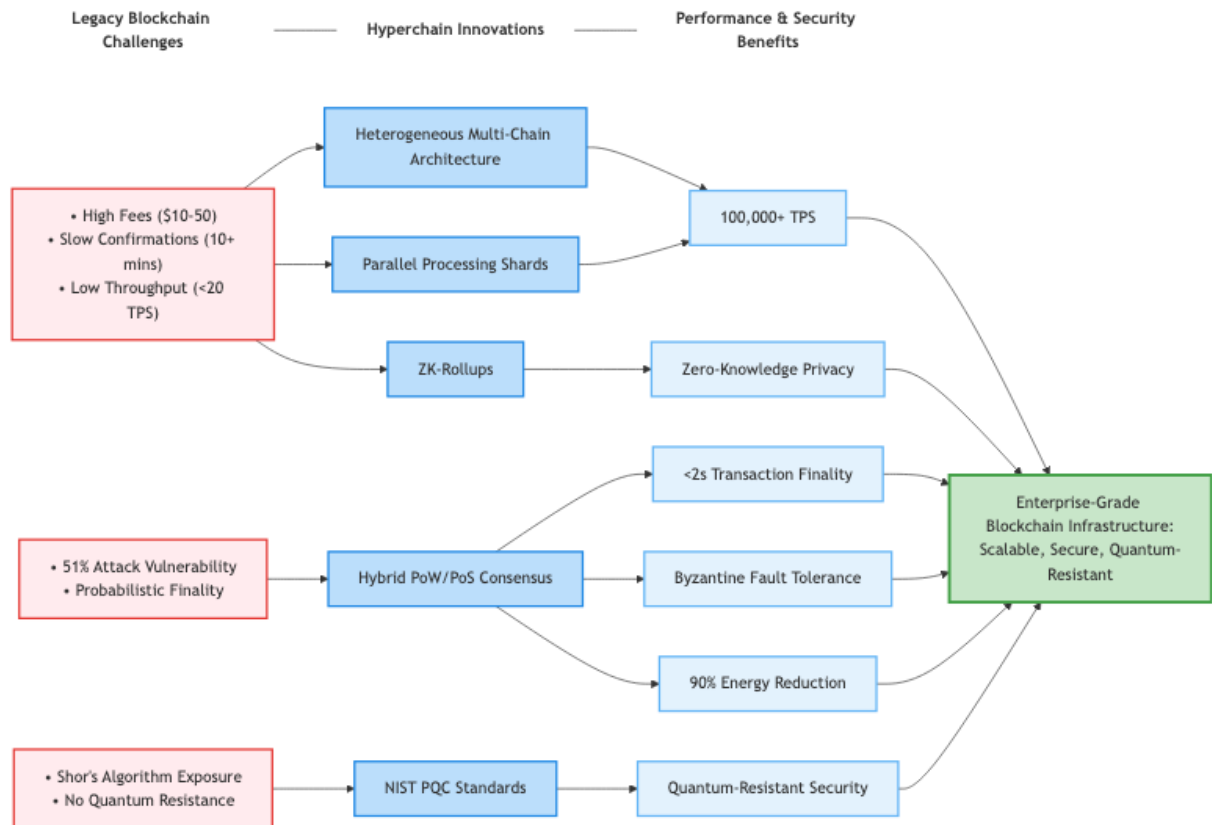 Legacy Blockchain
Challenges
Hyperchain Innovations
Performance & Security
Benefits
Heterogeneous Multi-Chain
Architecture
• High Fees ($10-50)
• Slow Confirmations (10+
mins)
• Low Throughput (<20
TPS)
100,000+ TPS
Parallel Processing Shards
ZK-Rollups
Zero-Knowledge Privacy
<2s Transaction Finality
Enterprise-Grade
Blockchain Infrastructure:
Scalable, Secure, Quantum-
Resistant
• 51% Attack Vulnerability
• Probabilistic Finality
Hybrid PoW/PoS Consensus
Byzantine Fault Tolerance
90% Energy Reduction
• Shor's Algorithm Exposure
• No Quantum Resistance
NIST PQC Standards
Quantum-Resistant Security